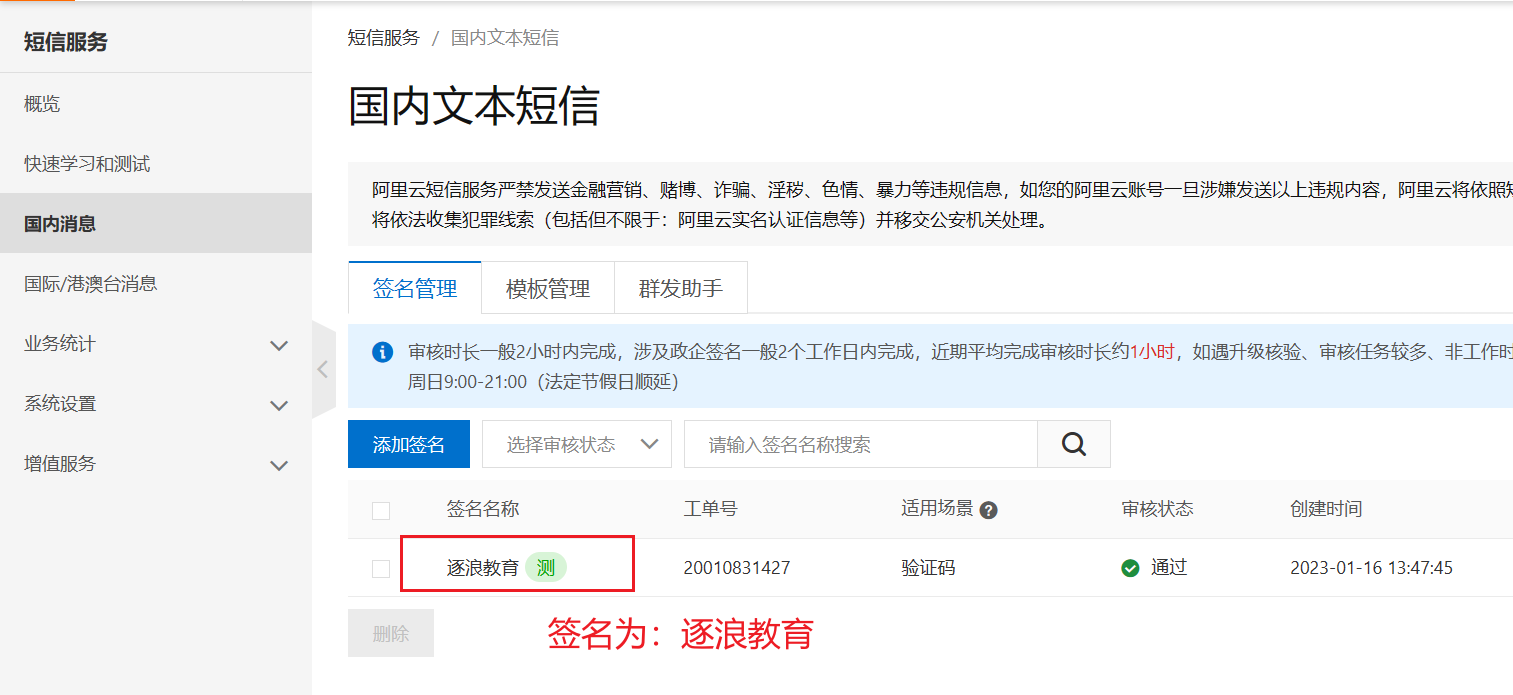 短信服务
概览
快速学习和测试
国内消息
国际/港澳台消息
业务统计
系统设置
增值服务
短信服务 / 国内文本短信
国内文本短信
阿里云短信服务严禁发送金融营销、赌博、诈骗、淫秽、色情、暴力等违规信息，如您的阿里云账号一旦涉嫌发送以上违规内容，阿里云将依照
将依法收集犯罪线索（包括但不限于：阿里云实名认证信息等）并移交公安机关处理。
签名管理 模板管理 群发助手
审核时长一般2小时内完成，涉及政企签名一般2个工作日内完成，近期平均完成审核时长约1小时，如遇升级核验、审核任务较多、非工作时
周日9:00-21:00（法定节假日顺延）
添加签名 选择审核状态 请输入签名名称搜索
签名名称 工单号 适用场景 ? 审核状态 创建时间
逐浪教育 测 20010831427 验证码 通过 2023-01-16 13:47:45
删除
签名为：逐浪教育